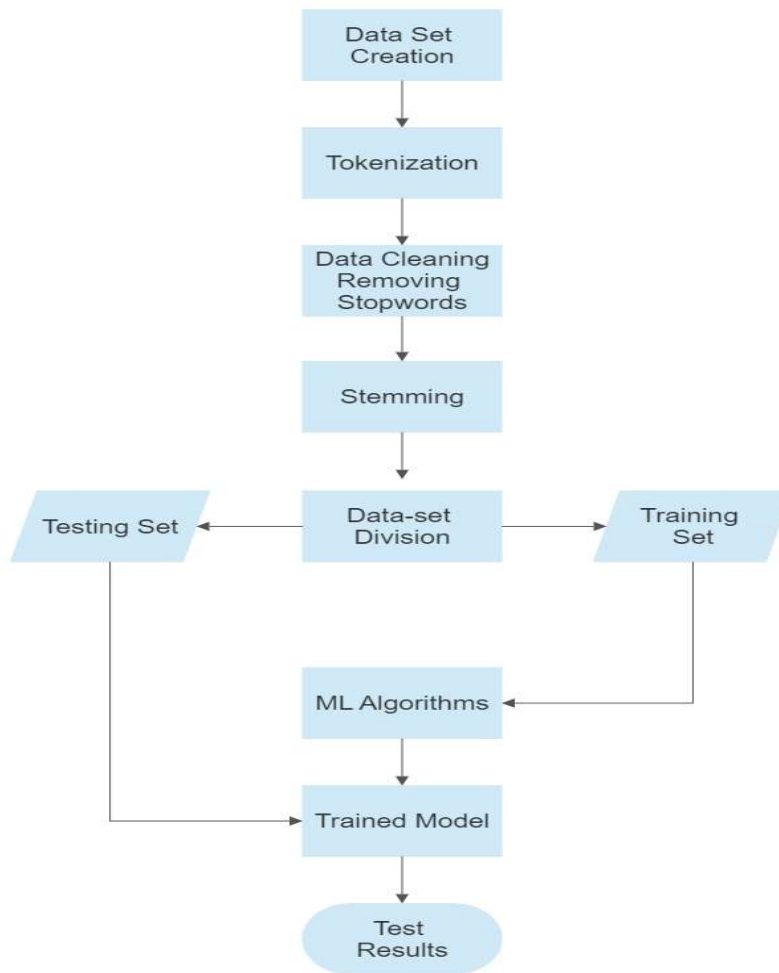 Data Set
Creation
Tokenization
Data Cleaning
Removing
Stopwords
Stemming
Testing Set
Data-set
Division
Training
Set
ML Algorithms
Trained Model
Test
Results